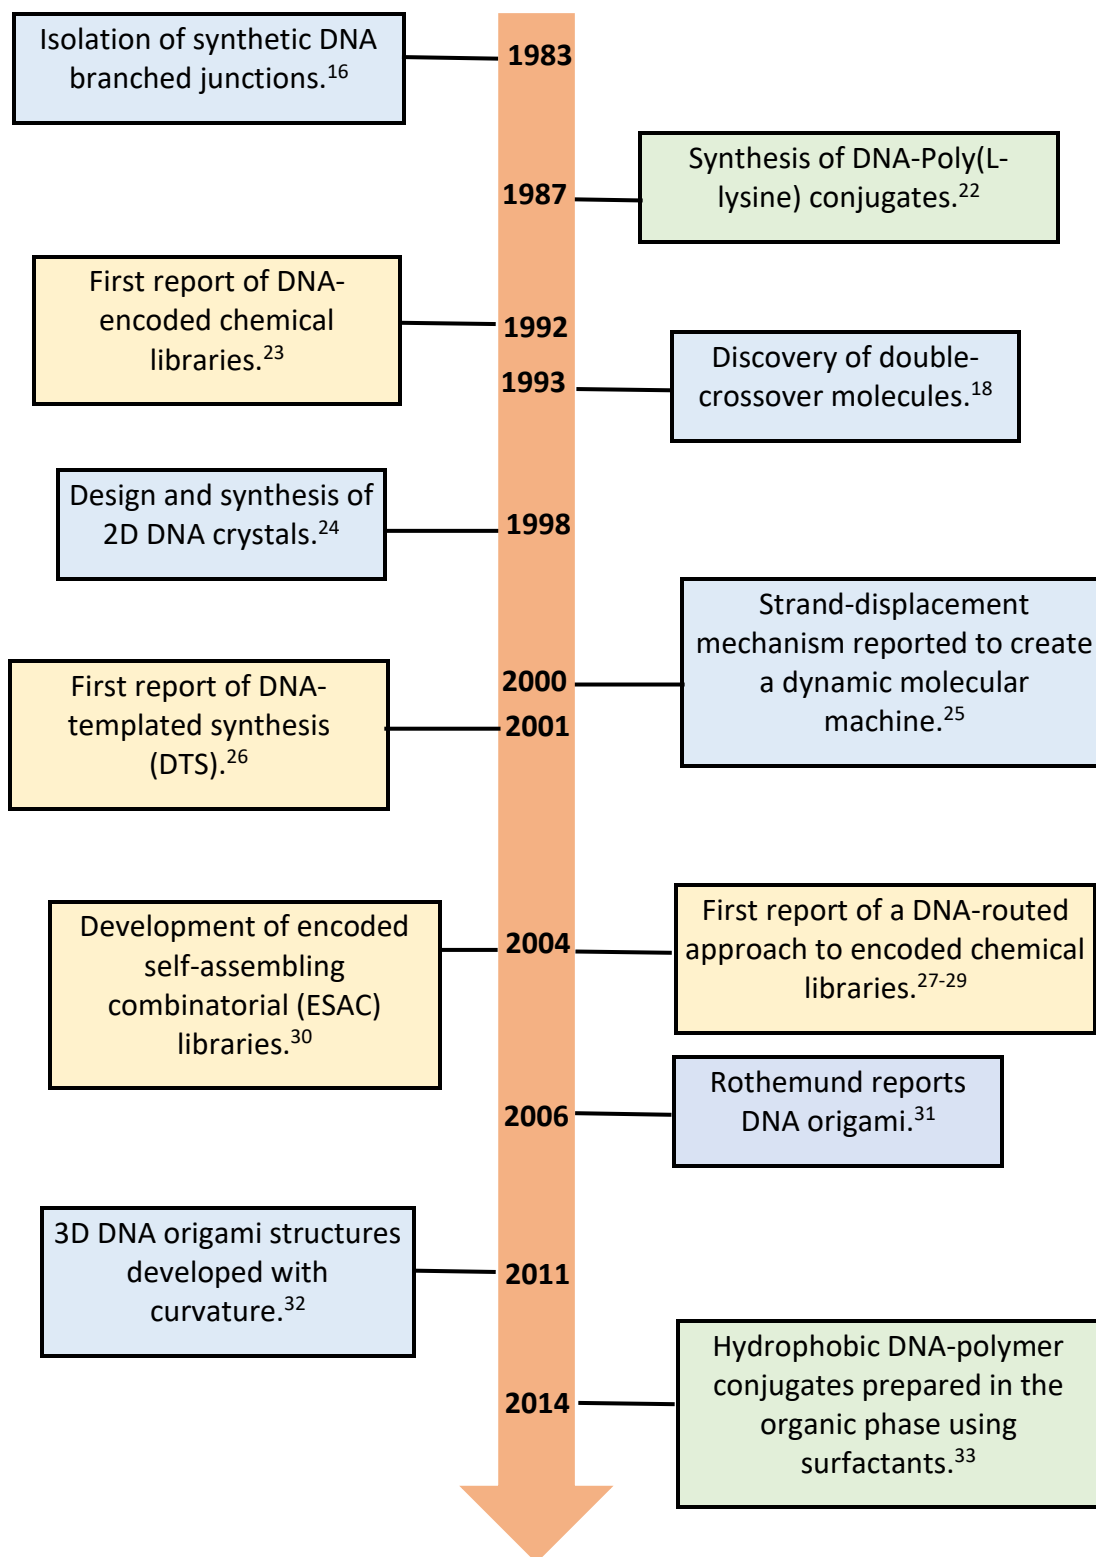 Isolation of synthetic DNA
branched junctions.16
1983
Synthesis of DNA-Poly(L-
lysine) conjugates.22
1987
First report of DNA-
encoded chemical
libraries.23
1992
Discovery of double-
crossover molecules.18
1993
Design and synthesis of
2D DNA crystals.24
1998
Strand-displacement
mechanism reported to create
a dynamic molecular
machine.25
2000
First report of DNA-
templated synthesis
(DTS).26
2001
Development of encoded
self-assembling
combinatorial (ESAC)
libraries.30
2004
First report of a DNA-routed
approach to encoded chemical
libraries.27-29
Rothemund reports
DNA origami.31
2006
3D DNA origami structures
developed with
curvature.32
2011
Hydrophobic DNA-polymer
conjugates prepared in the
organic phase using
surfactants.33
2014